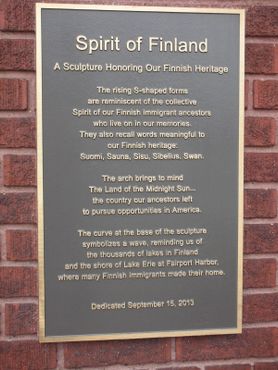 Spirit of Finland
A Sculpture Honoring Our Finnish Heritage
The rising S-shaped forms
are reminiscent of the collective
Spirit of our Finnish immigrant ancestors
who live on in our memories.
They also recall words meaningful to
our Finnish heritage:
Suomi, Sauna, Sisu, Sibelius, Swan.
The arch brings to mind
The Land of the Midnight Sun...
the country our ancestors left
to pursue opportunities in America.
The curve at the base of the sculpture
symbolizes a wave, reminding us of
the thousands of lakes in Finland
and the shore of Lake Erie at Fairport Harbor,
where many Finnish immigrants made their home.
Dedicated September 15, 2013